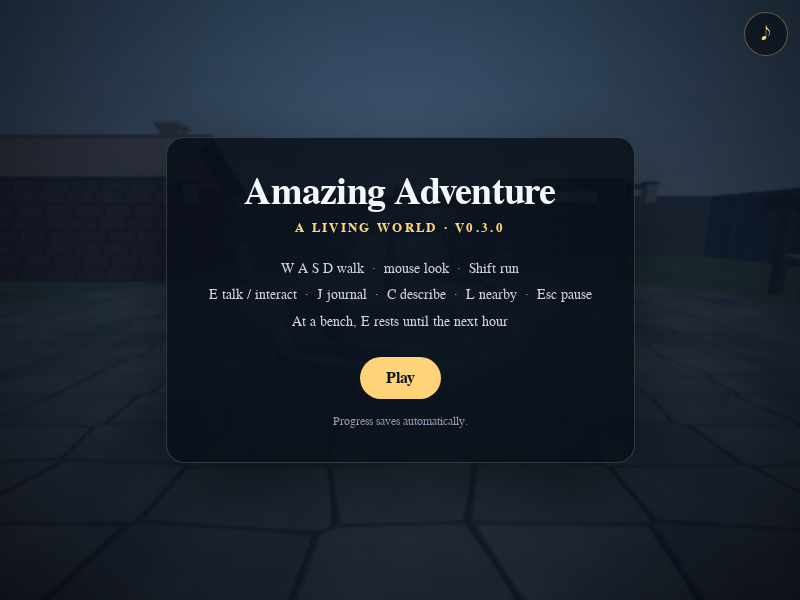 Amazing Adventure
A LIVING WORLD · V0.3.0
W A S D walk · mouse look · Shift run
E talk / interact · J journal · C describe · L nearby · Esc pause
At a bench, E rests until the next hour
Play
Progress saves automatically.